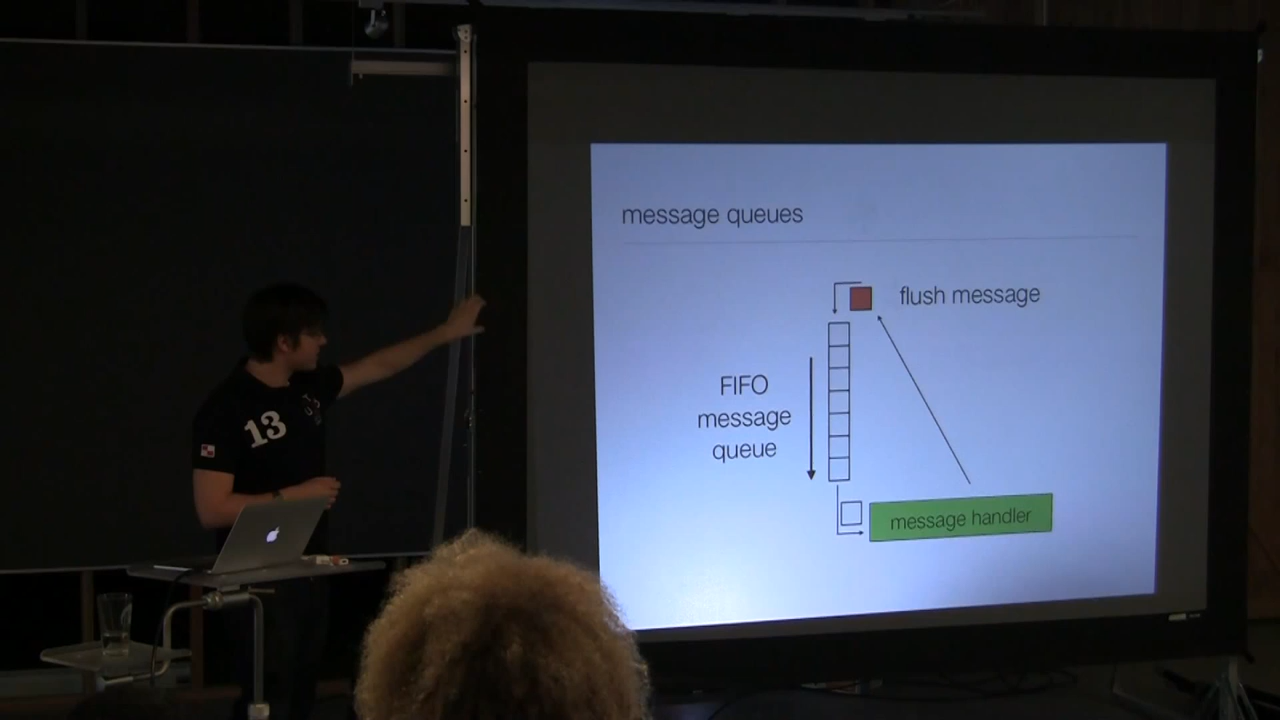 message queues
flush message
FIFO
message
queue
message handler
13